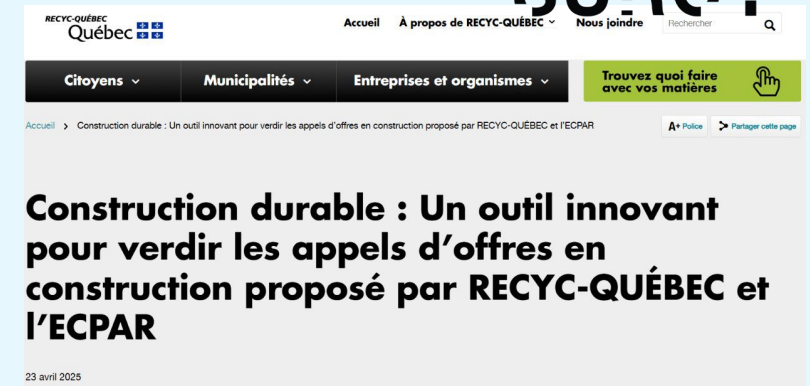 RECYC-QUÉBEC
Québec
Accueil À propos de RECYC-QUÉBEC Nous joindre Rechercher
Citoyens Municipalités Entreprises et organismes
Trouvez quoi faire
avec vos matières
Accueil > Construction durable : Un outil innovant pour verdir les appels d'offres en construction proposé par RECYC-QUÉBEC et l'ECPAR
A+ Police Partager cette page
Construction durable : Un outil innovant
pour verdir les appels d'offres en
construction proposé par RECYC-QUÉBEC et
l'ECPAR
23 avril 2025